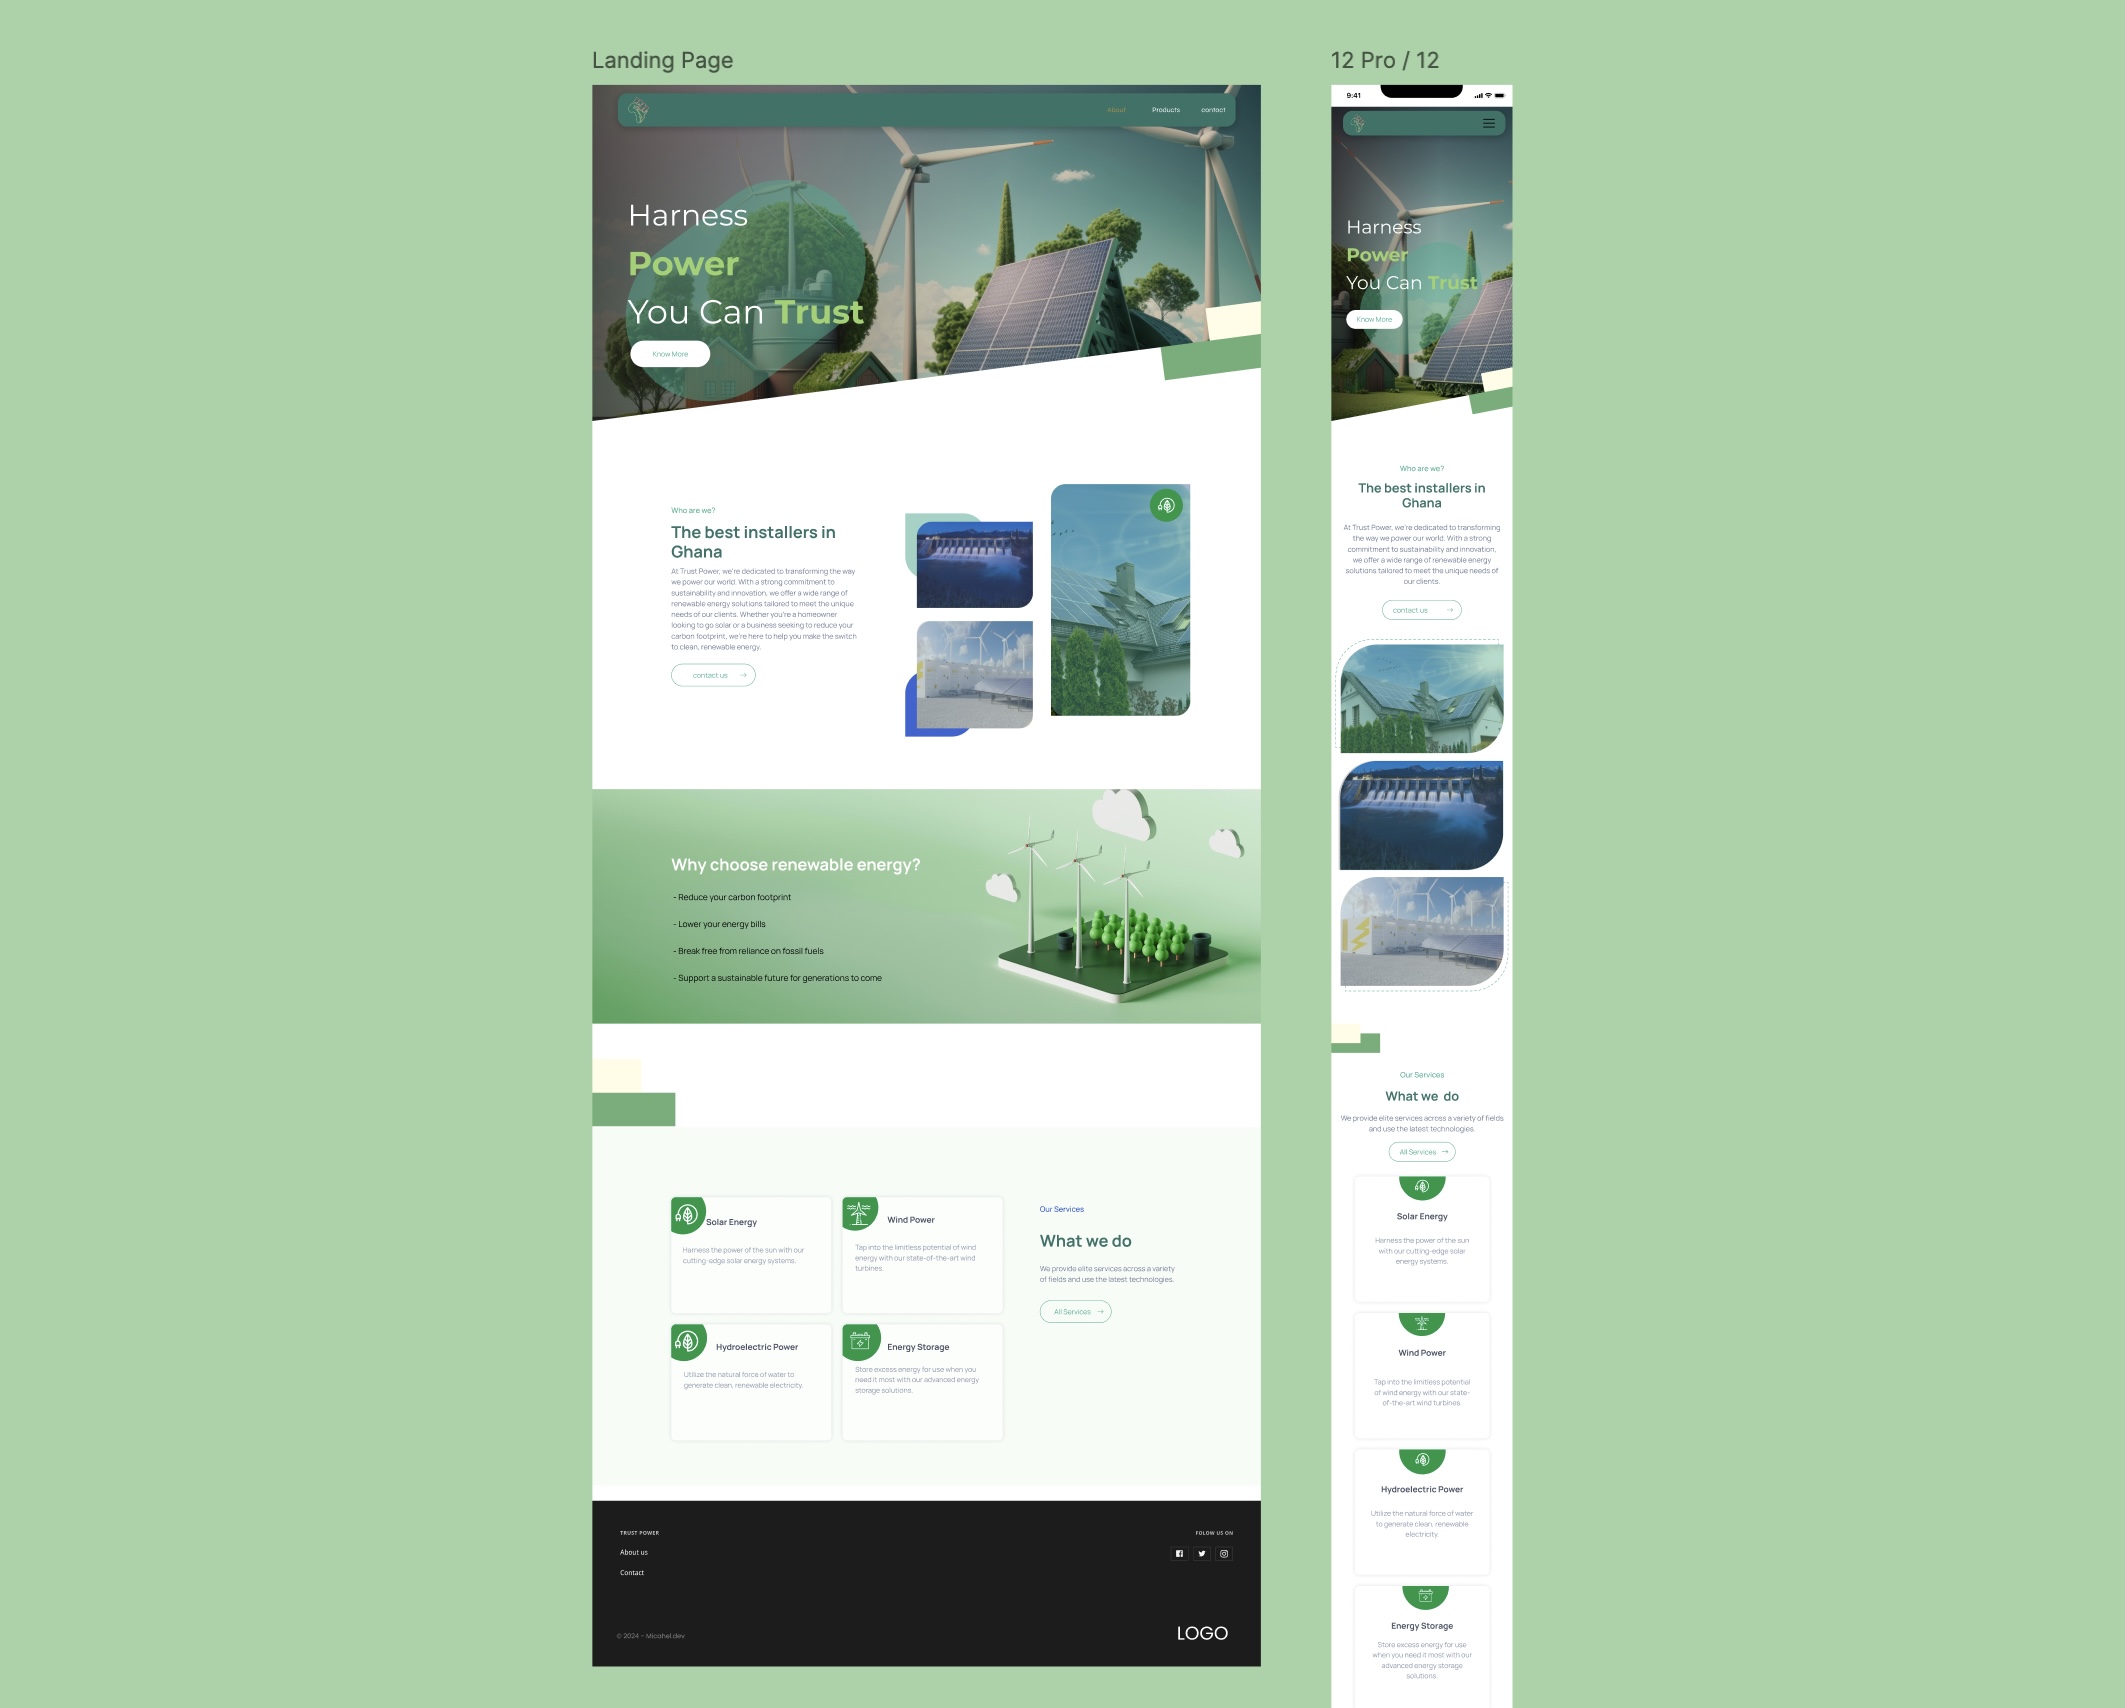 Landing Page
About Products contact
Harness
Power
You Can Trust
Know More
Who are we?
The best installers in
Ghana
At Trust Power, we're dedicated to transforming the way
we power our world. With a strong commitment to
sustainability and innovation, we offer a wide range of
renewable energy solutions tailored to meet the unique
needs of our clients. Whether you're a homeowner
looking to go solar or a business seeking to reduce your
carbon footprint, we're here to help you make the switch
to clean, renewable energy.
contact us →
Why choose renewable energy?
- Reduce your carbon footprint
- Lower your energy bills
- Break free from reliance on fossil fuels
- Support a sustainable future for generations to come
Solar Energy
Harness the power of the sun with our
cutting-edge solar energy systems.
Wind Power
Tap into the limitless potential of wind
energy with our state-of-the-art wind
turbines.
Hydroelectric Power
Utilize the natural force of water to
generate clean, renewable electricity.
Energy Storage
Store excess energy for use when you
need it most with our advanced energy
storage solutions.
Our Services
What we do
We provide elite services across a variety
of fields and use the latest technologies.
All Services →
TRUST POWER
About us
Contact
FOLOW US ON
© 2024 - Micahel.dev
LOGO
12 Pro / 12
9:41
Harness
Power
You Can Trust
Know More
Who are we?
The best installers in
Ghana
At Trust Power, we're dedicated to transforming
the way we power our world. With a strong
commitment to sustainability and innovation,
we offer a wide range of renewable energy
solutions tailored to meet the unique needs of
our clients.
contact us →
Our Services
What we do
We provide elite services across a variety of fields
and use the latest technologies.
All Services →
Solar Energy
Harness the power of the sun
with our cutting-edge solar
energy systems.
Wind Power
Tap into the limitless potential
of wind energy with our state-
of-the-art wind turbines.
Hydroelectric Power
Utilize the natural force of water
to generate clean, renewable
electricity.
Energy Storage
Store excess energy for use
when you need it most with our
advanced energy storage
solutions.